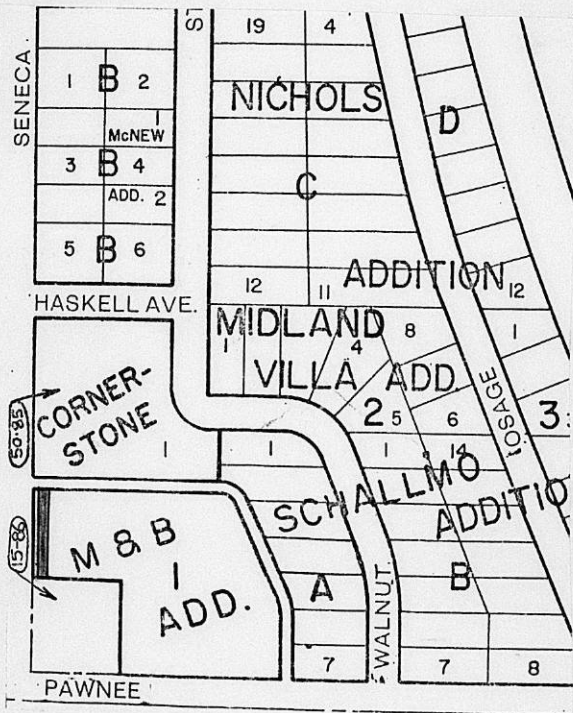 SENECA.
ST
19 4
1 B 2
NICHOLS
D
1
McNEW
3 B 4
ADD. 2
C
5 B 6
12 11 ADDITION 12
HASKELL AVE.
MIDLAND
1 4 8 1
VILLA ADD.
50-85
CORNER-
STONE
2 5 6 OSAGE 3
1 1 1 14
SCHALLMO
ADDITIO
15-86
M & B
1
ADD.
A
B
WALNUT.
7 7 8
PAWNEE